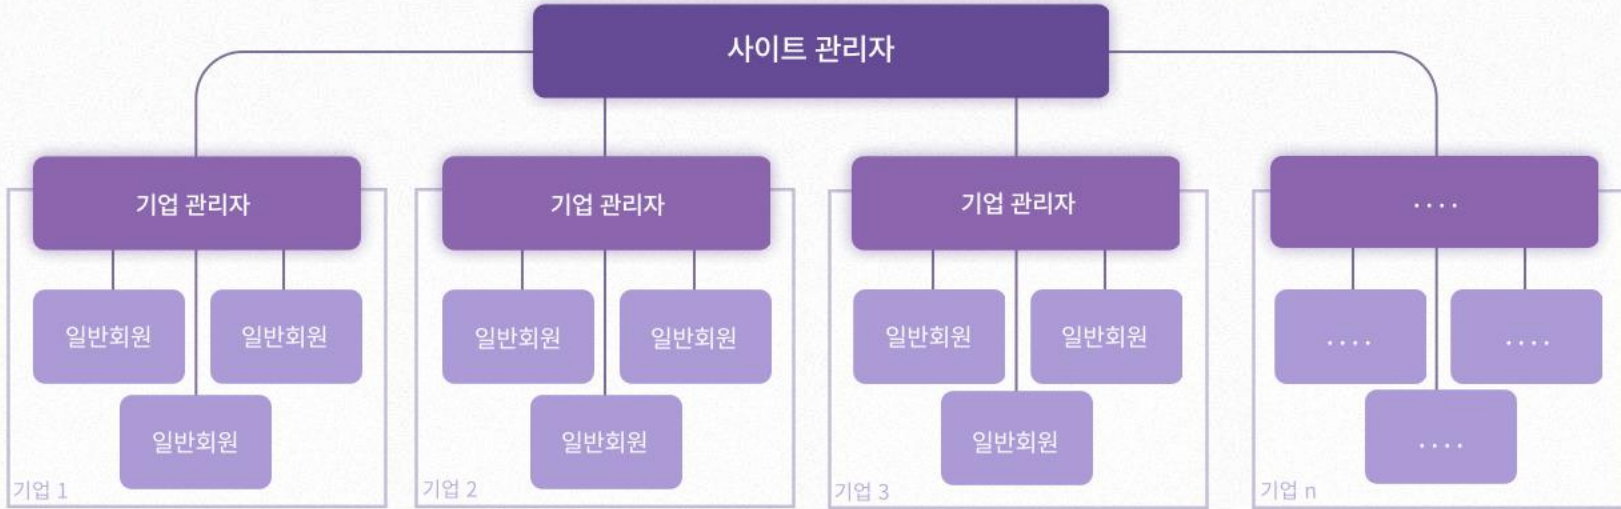 사이트 관리자
기업 관리자
기업 관리자
기업 관리자
....
일반회원
일반회원
일반회원
일반회원
일반회원
일반회원
....
....
일반회원
일반회원
일반회원
....
기업 1
기업 2
기업 3
기업 n